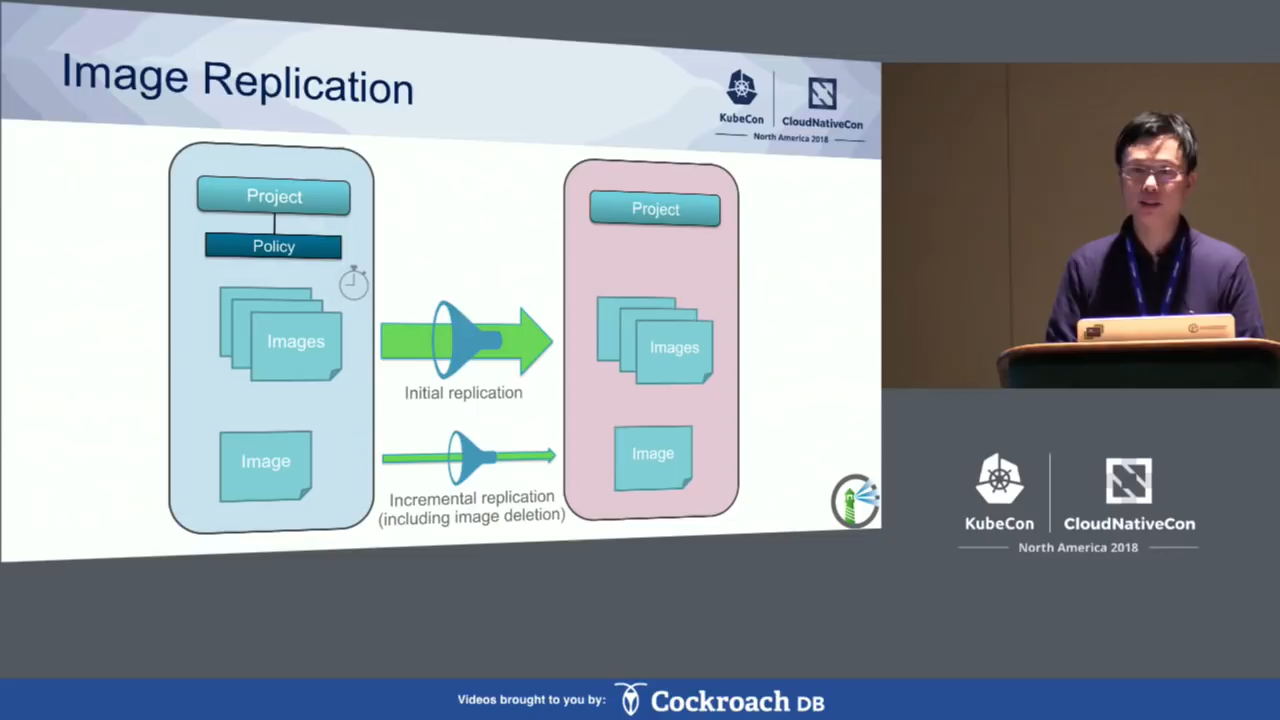 Image Replication
KubeCon
CloudNativeCon
North America 2018
Project
Policy
Images
Image
Initial replication
Incremental replication
(including image deletion)
Project
Images
Image
KubeCon
CloudNativeCon
North America 2018
Videos brought to you by:
Cockroach DB